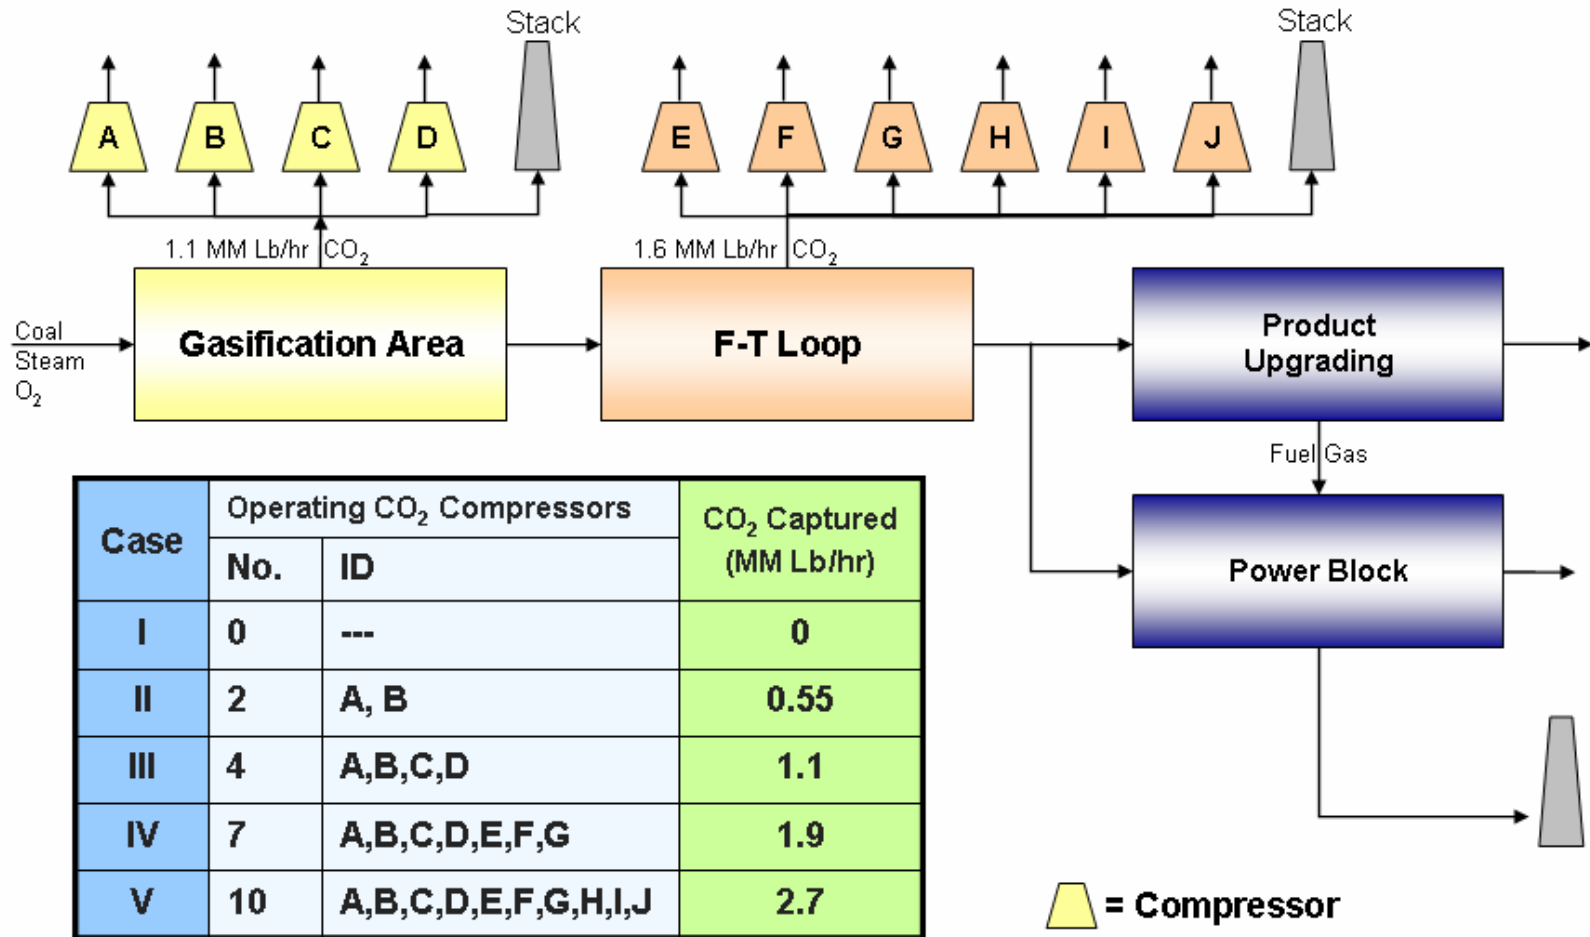 Stack
Stack
A B C D
E F G H I J
1.1 MM Lb/hr CO₂
1.6 MM Lb/hr CO₂
Coal
Steam
O₂
Gasification Area
F-T Loop
Product
Upgrading
Fuel Gas
Power Block
Case
Operating CO₂ Compressors
CO₂ Captured
(MM Lb/hr)
No. ID
I 0 --- 0
II 2 A, B 0.55
III 4 A,B,C,D 1.1
IV 7 A,B,C,D,E,F,G 1.9
V 10 A,B,C,D,E,F,G,H,I,J 2.7
= Compressor